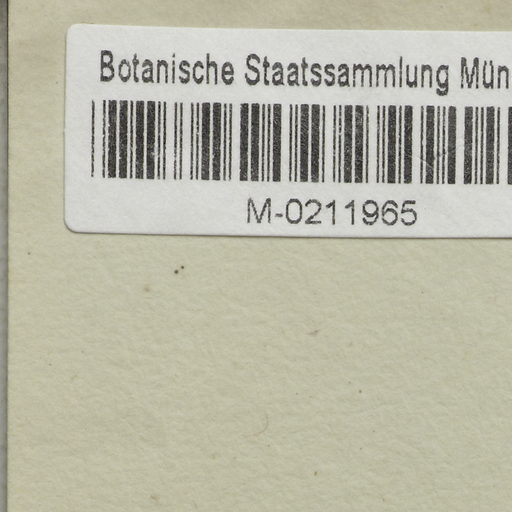 Botanische Staatssammlung Mün
M-0211965